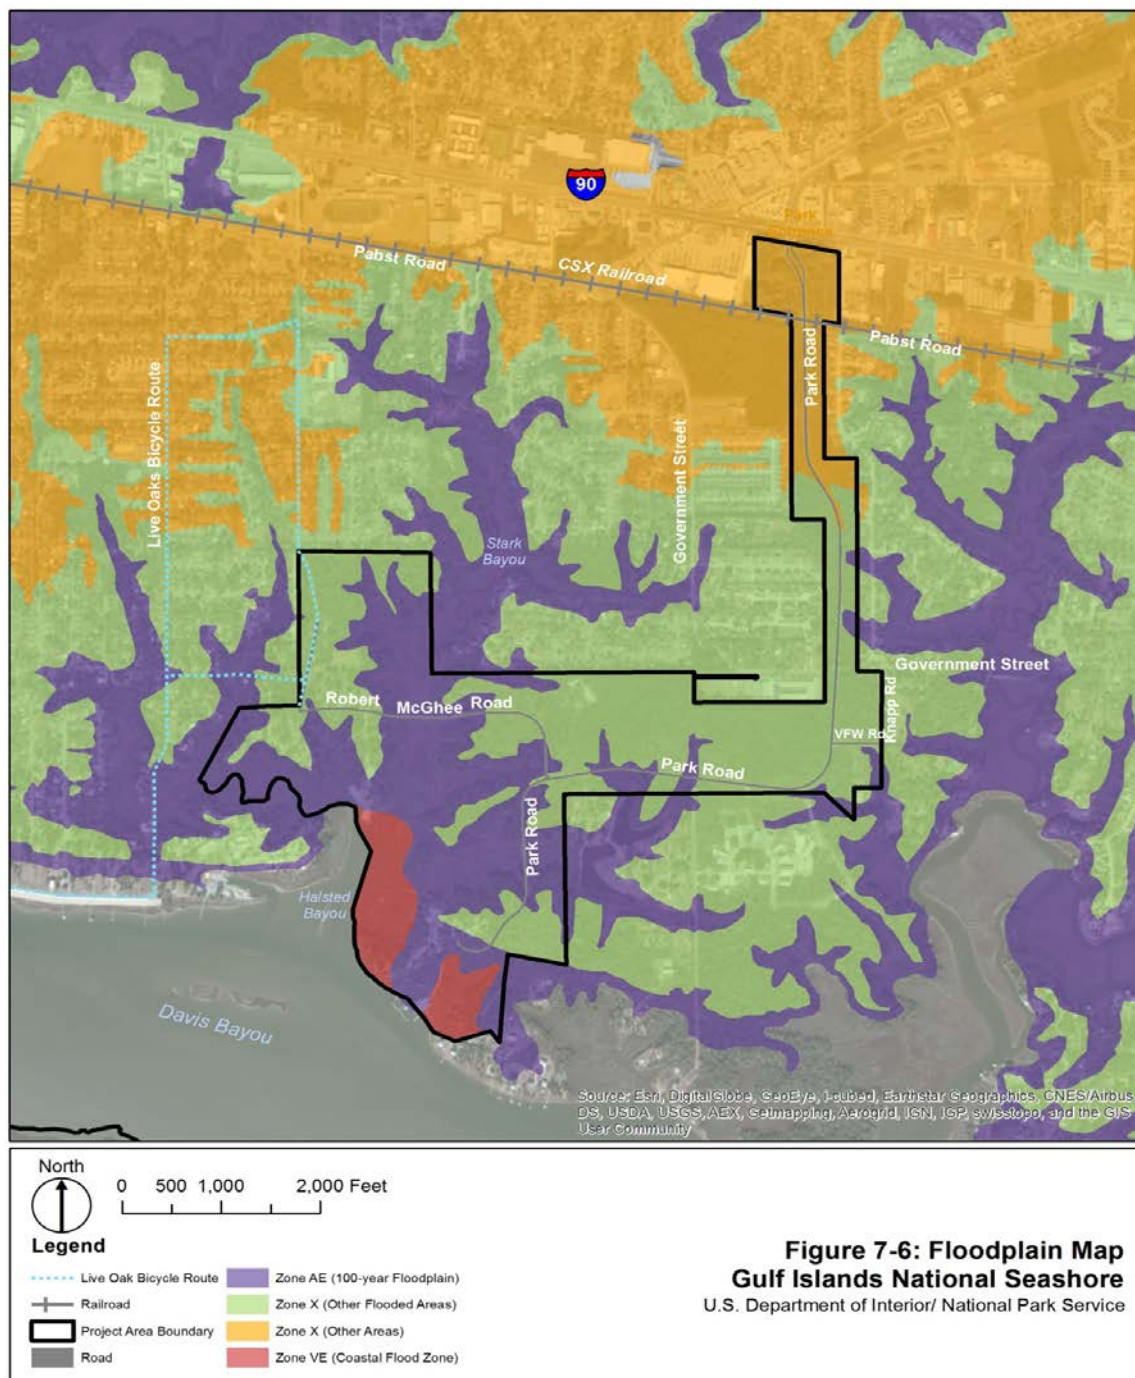 90
Park
Entrance
Pabst Road
CSX Railroad
Pabst Road
Park Road
Live Oaks Bicycle Route
Government Street
Stark
Bayou
Government Street
Robert McGhee Road
Knapp Rd
VFW Rd
Park Road
Park Road
Halsted
Bayou
Davis Bayou
Source: Esri, DigitalGlobe, GeoEye, i-cubed, Earthstar Geographics, CNES/Airbus
DS, USDA, USGS, AEX, Getmapping, Aerogrid, IGN, IGP, swisstopo, and the GIS
User Community
North
0 500 1,000 2,000 Feet
Legend
Live Oak Bicycle Route
Railroad
Project Area Boundary
Road
Zone AE (100-year Floodplain)
Zone X (Other Flooded Areas)
Zone X (Other Areas)
Zone VE (Coastal Flood Zone)
Figure 7-6: Floodplain Map
Gulf Islands National Seashore
U.S. Department of Interior/ National Park Service